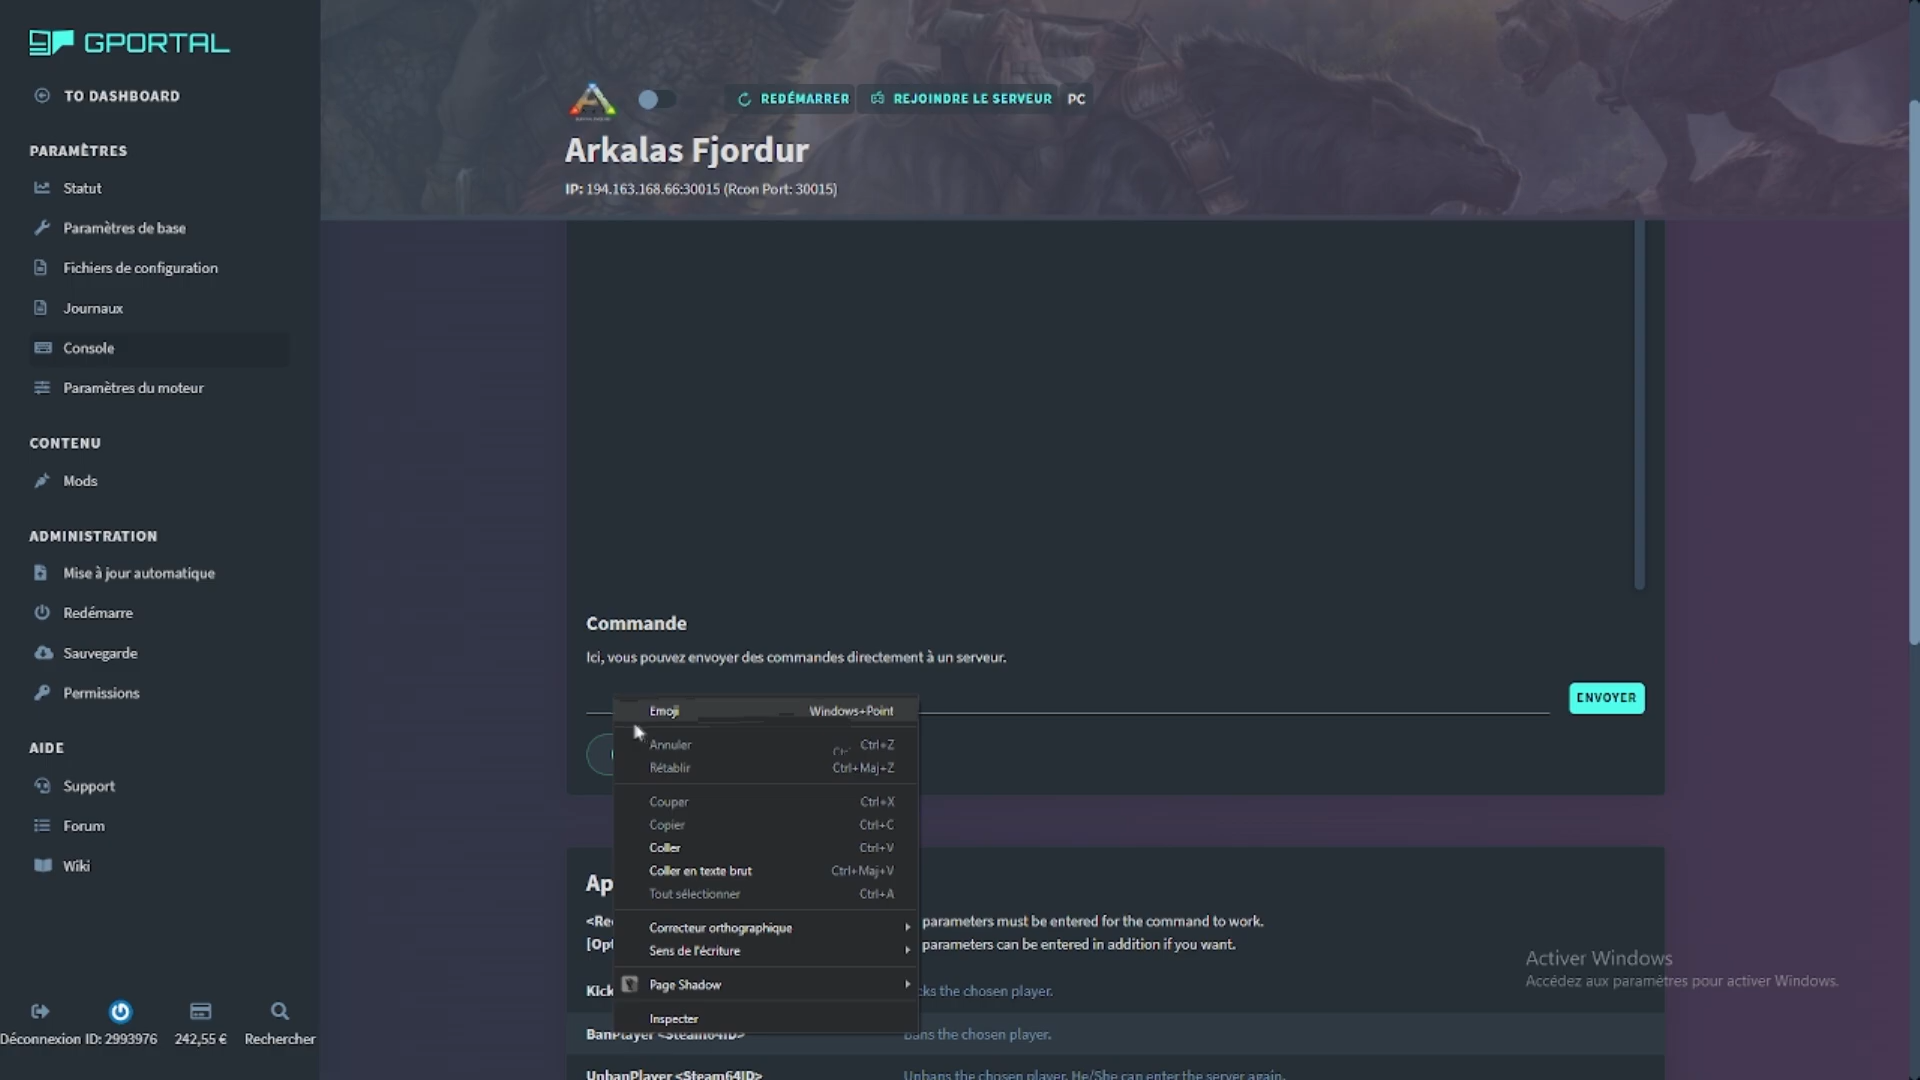 GPORTAL
TO DASHBOARD
PARAMÈTRES
Statut
Paramètres de base
Fichiers de configuration
Journaux
Console
Paramètres du moteur
CONTENU
Mods
ADMINISTRATION
Mise à jour automatique
Redémarre
Sauvegarde
Permissions
AIDE
Support
Forum
Wiki
Déconnexion ID: 2993976 242,55 € Rechercher
REDÉMARRER REJOINDRE LE SERVEUR PC
Arkalas Fjordur
IP: 194.163.168.66:30015 (Rcon Port: 30015)
Commande
Ici, vous pouvez envoyer des commandes directement à un serveur.
ENVOYER
Emoji Windows+Point
Annuler Ctrl+Z
Rétablir Ctrl+Maj+Z
Couper Ctrl+X
Copier Ctrl+C
Coller Ctrl+V
Coller en texte brut Ctrl+Maj+V
Tout sélectionner Ctrl+A
Correcteur orthographique
Sens de l'écriture
Page Shadow
Inspecter
Ap
<Re parameters must be entered for the command to work.
[Opt parameters can be entered in addition if you want.
Kick cks the chosen player.
BanPlayer <Steam64ID> Bans the chosen player.
UnbanPlayer <Steam64ID> Unbans the chosen player. He/She can enter the server again.
Activer Windows
Accédez aux paramètres pour activer Windows.